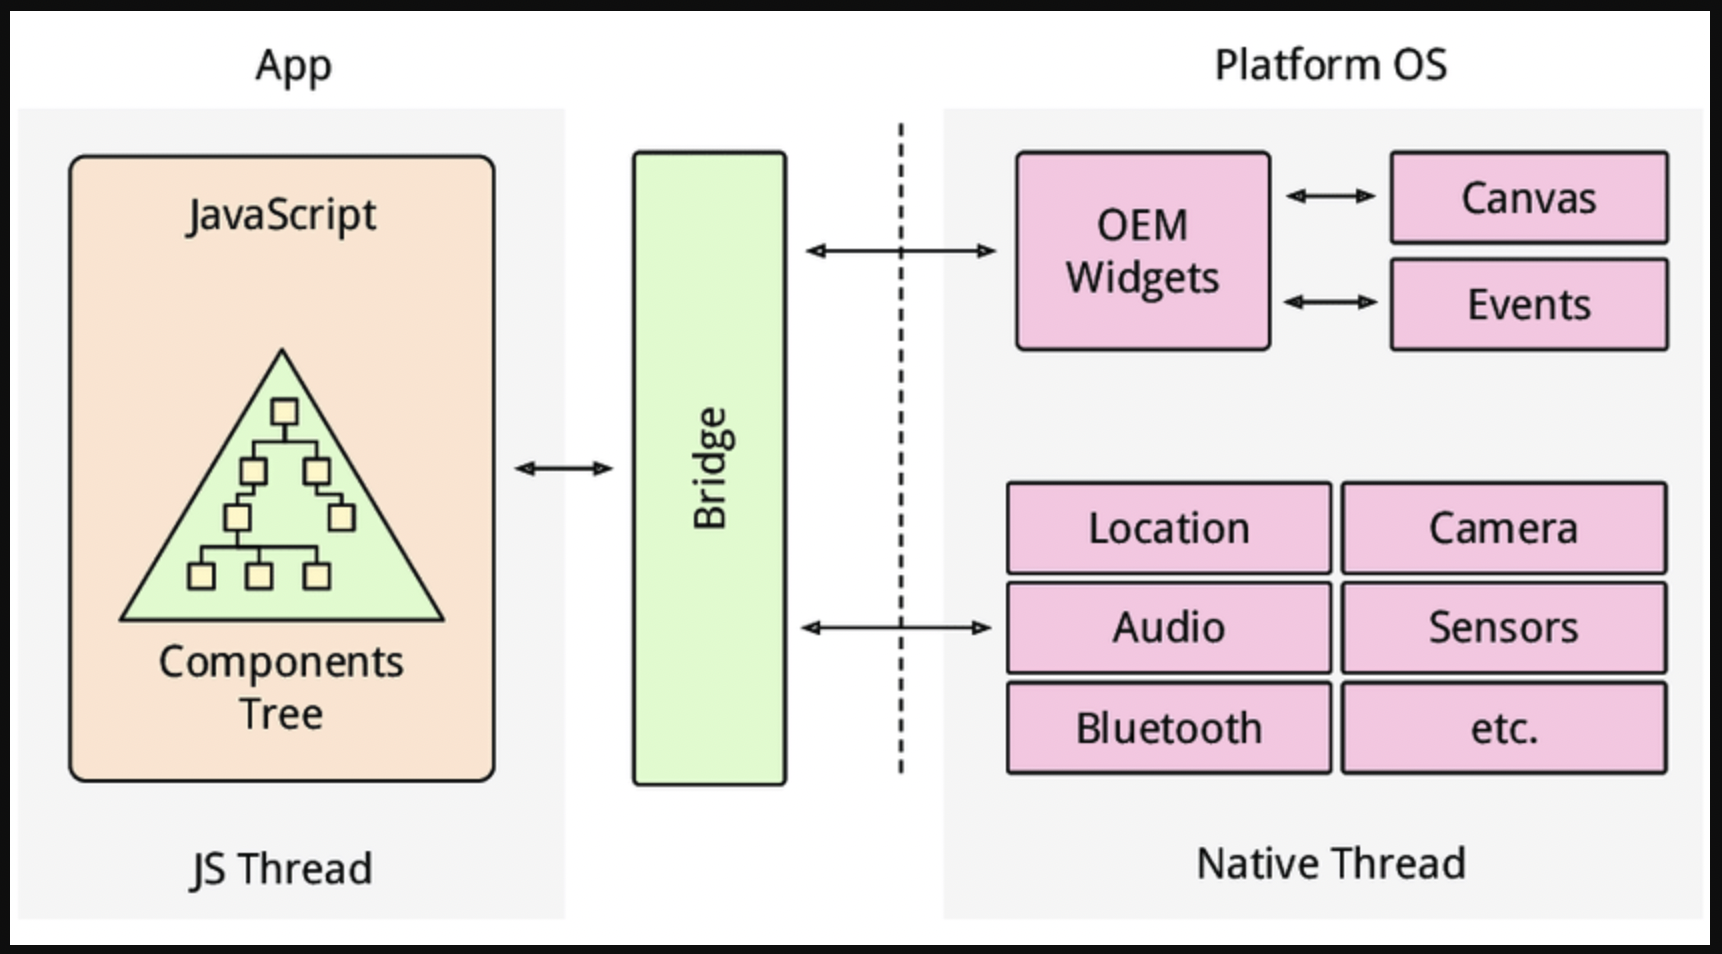 App
Platform OS
JavaScript
Components
Tree
JS Thread
Bridge
OEM
Widgets
Canvas
Events
Location
Camera
Audio
Sensors
Bluetooth
etc.
Native Thread